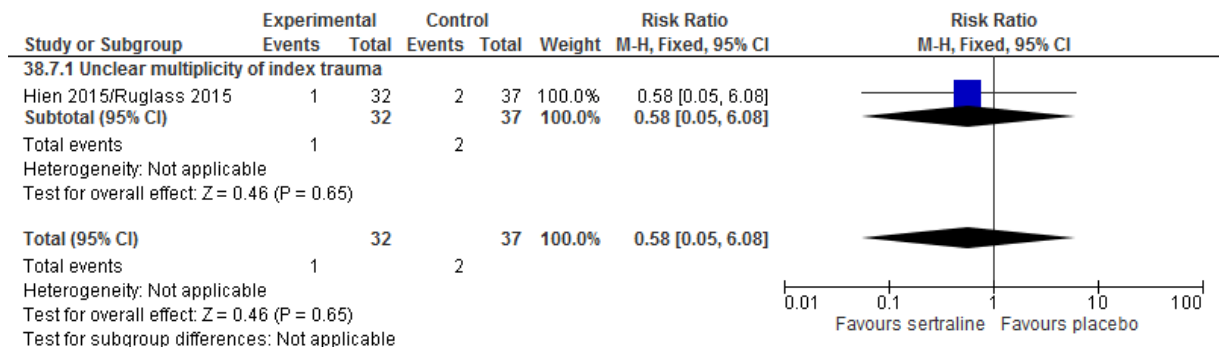 Experimental Control Risk Ratio Risk Ratio
Study or Subgroup Events Total Events Total Weight M-H, Fixed, 95% CI M-H, Fixed, 95% CI
38.7.1 Unclear multiplicity of index trauma
Hien 2015/Ruglass 2015 1 32 2 37 100.0% 0.58 [0.05, 6.08]
Subtotal (95% CI) 32 37 100.0% 0.58 [0.05, 6.08]
Total events 1 2
Heterogeneity: Not applicable
Test for overall effect: Z = 0.46 (P = 0.65)
Total (95% CI) 32 37 100.0% 0.58 [0.05, 6.08]
Total events 1 2
Heterogeneity: Not applicable
Test for overall effect: Z = 0.46 (P = 0.65)
Test for subgroup differences: Not applicable
0.01 0.1 1 10 100
Favours sertraline Favours placebo